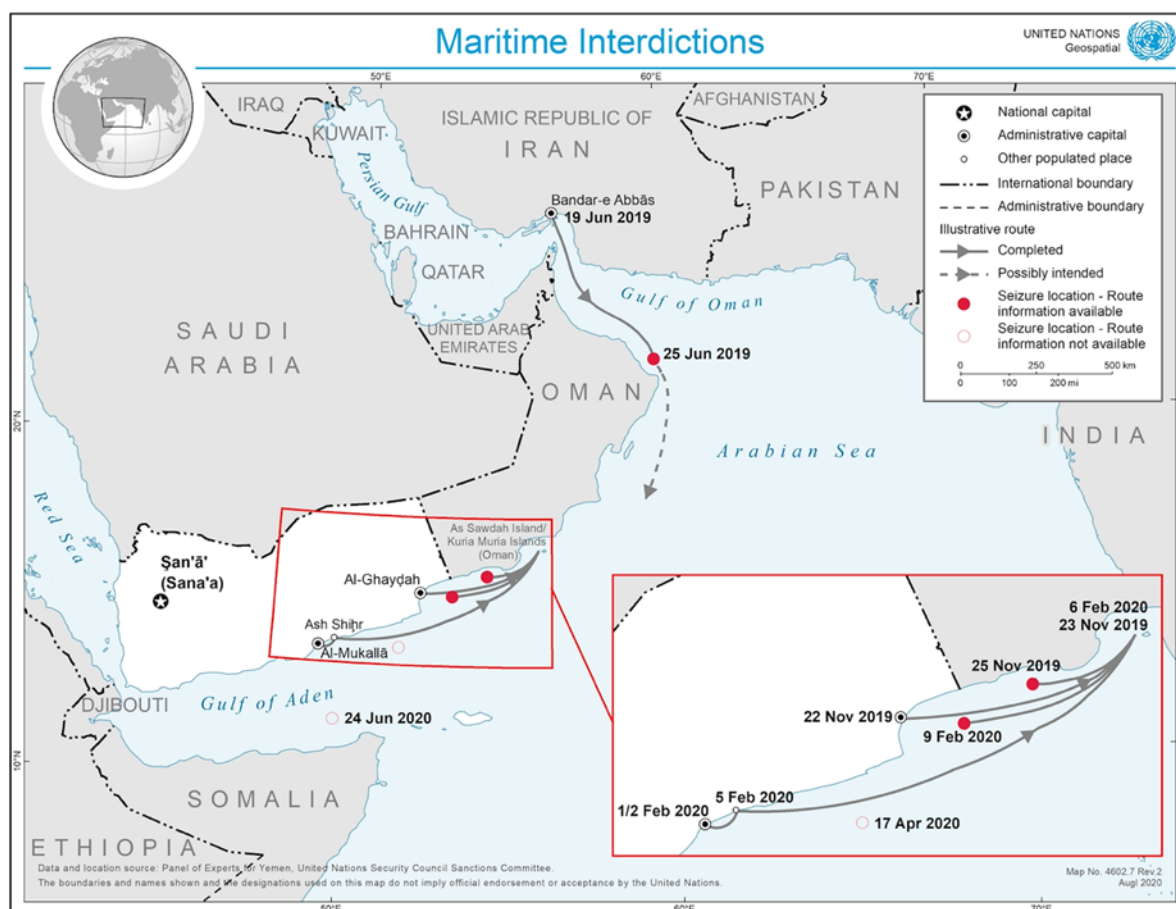 Maritime Interdictions
UNITED NATIONS
Geospatial
50°E
60°E
70°E
IRAQ
KUWAIT
ISLAMIC REPUBLIC OF
IRAN
AFGHANISTAN
PAKISTAN
Persian Gulf
BAHRAIN
QATAR
Bandar-e Abbās
19 Jun 2019
Gulf of Oman
UNITED ARAB
EMIRATES
25 Jun 2019
SAUDI
ARABIA
OMAN
INDIA
Arabian Sea
20°N
Red Sea
National capital
Administrative capital
Other populated place
International boundary
Administrative boundary
Illustrative route
Completed
Possibly intended
Seizure location - Route
information available
Seizure location - Route
information not available
0 250 500 km
0 100 200 mi
Şan'ā'
(Sana'a)
As Sawdah Island/
Kuria Muria Islands
(Oman)
Al-Ghayḑah
Ash Shiḩr
Al-Mukallā
DJIBOUTI
Gulf of Aden
24 Jun 2020
10°N
SOMALIA
ETHIOPIA
6 Feb 2020
23 Nov 2019
25 Nov 2019
22 Nov 2019
9 Feb 2020
5 Feb 2020
1/2 Feb 2020
17 Apr 2020
Data and location source: Panel of Experts for Yemen, United Nations Security Council Sanctions Committee.
The boundaries and names shown and the designations used on this map do not imply official endorsement or acceptance by the United Nations.
Map No. 4602.7 Rev.2
Augl 2020
50°E
60°E
70°E